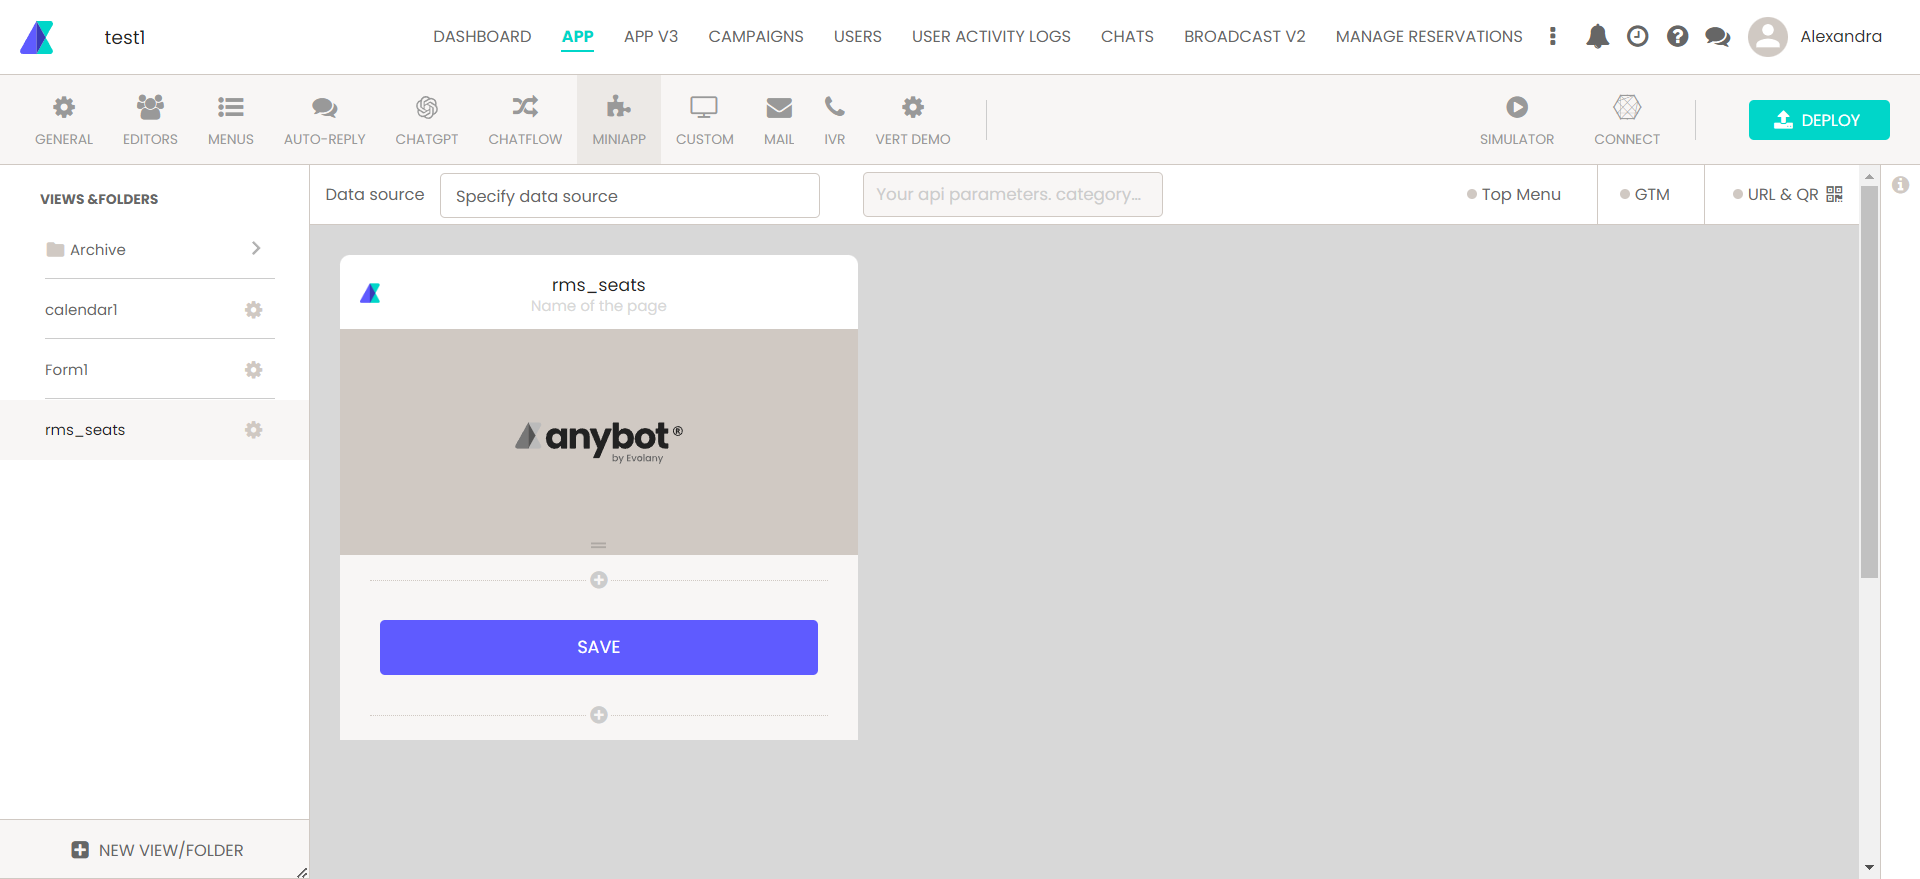 test1
DASHBOARD APP APP V3 CAMPAIGNS USERS USER ACTIVITY LOGS CHATS BROADCAST V2 MANAGE RESERVATIONS Alexandra
GENERAL EDITORS MENUS AUTO-REPLY CHATGPT CHATFLOW MINIAPP CUSTOM MAIL IVR VERT DEMO SIMULATOR CONNECT DEPLOY
VIEWS &FOLDERS
Archive
calendar1
Form1
rms_seats
NEW VIEW/FOLDER
Data source Specify data source Your api parameters. category... Top Menu GTM URL & QR
rms_seats
Name of the page
anybot®
by Evolany
SAVE